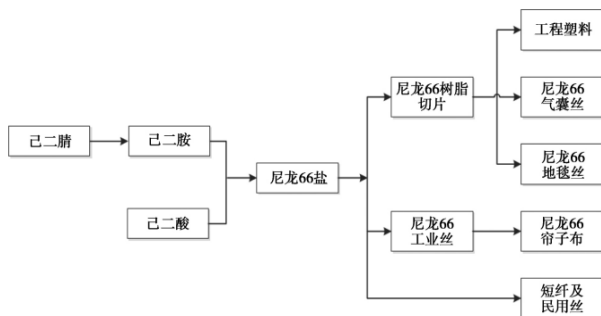 工程塑料
尼龙66树脂
切片
尼龙66
气囊丝
己二腈
己二胺
尼龙66
地毯丝
尼龙66盐
己二酸
尼龙66
工业丝
尼龙66
帘子布
短纤及
民用丝